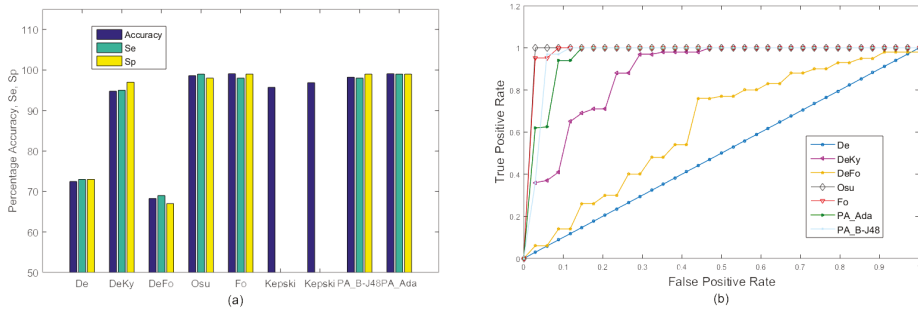 Percentage Accuracy, Se, Sp
115
110
100
90
80
70
60
50
Accuracy
Se
Sp
De
DeKy
DeFo
Osu
Fo
Kepski
Kepski
PA_B-J48
PA_Ada
(a)
(b)
True Positive Rate
1.2
1
0.8
0.6
0.4
0.2
0
0
0.1
0.2
0.3
0.4
0.5
0.6
0.7
0.8
0.9
1
De
DeKy
DeFo
Osu
Fo
PA_Ada
PA_B-J48
False Positive Rate
(b)